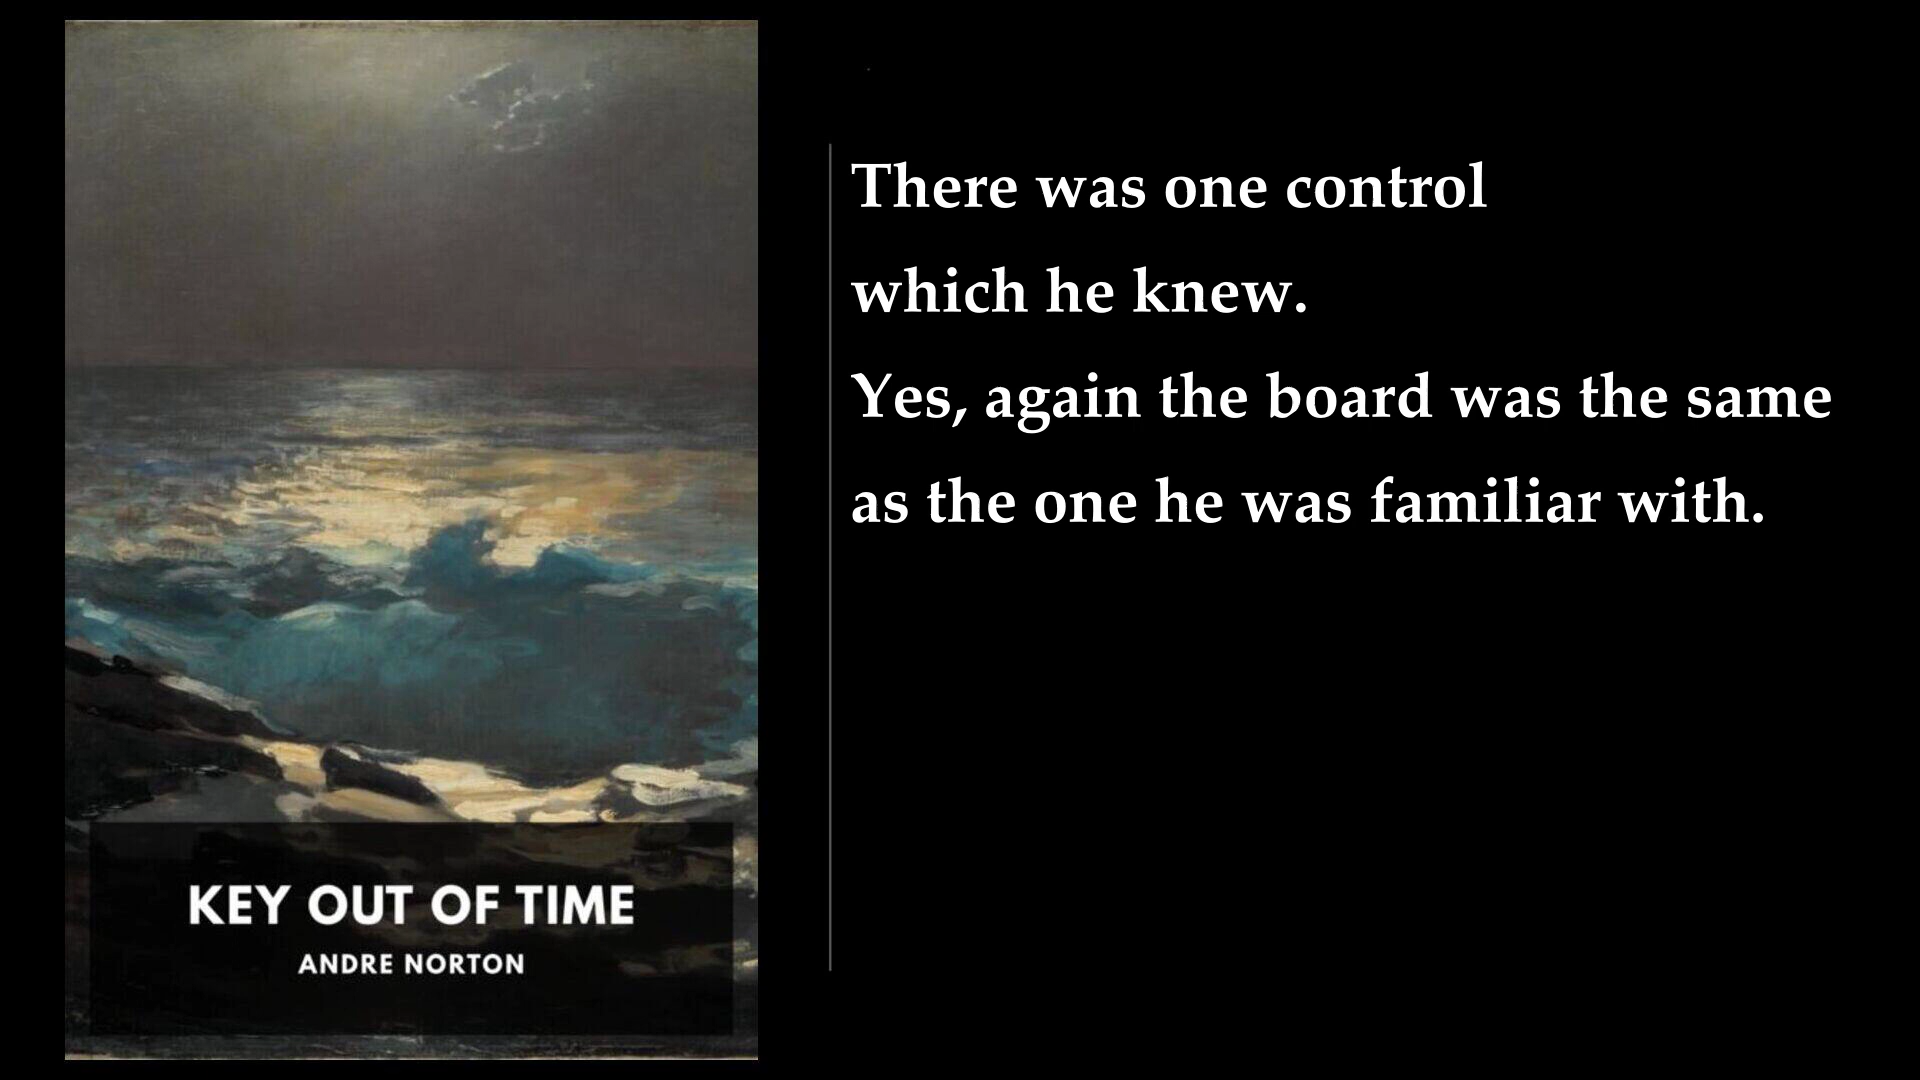 There was one control
which he knew.
Yes, again the board was the same
as the one he was familiar with.
KEY OUT OF TIME
ANDRE NORTON